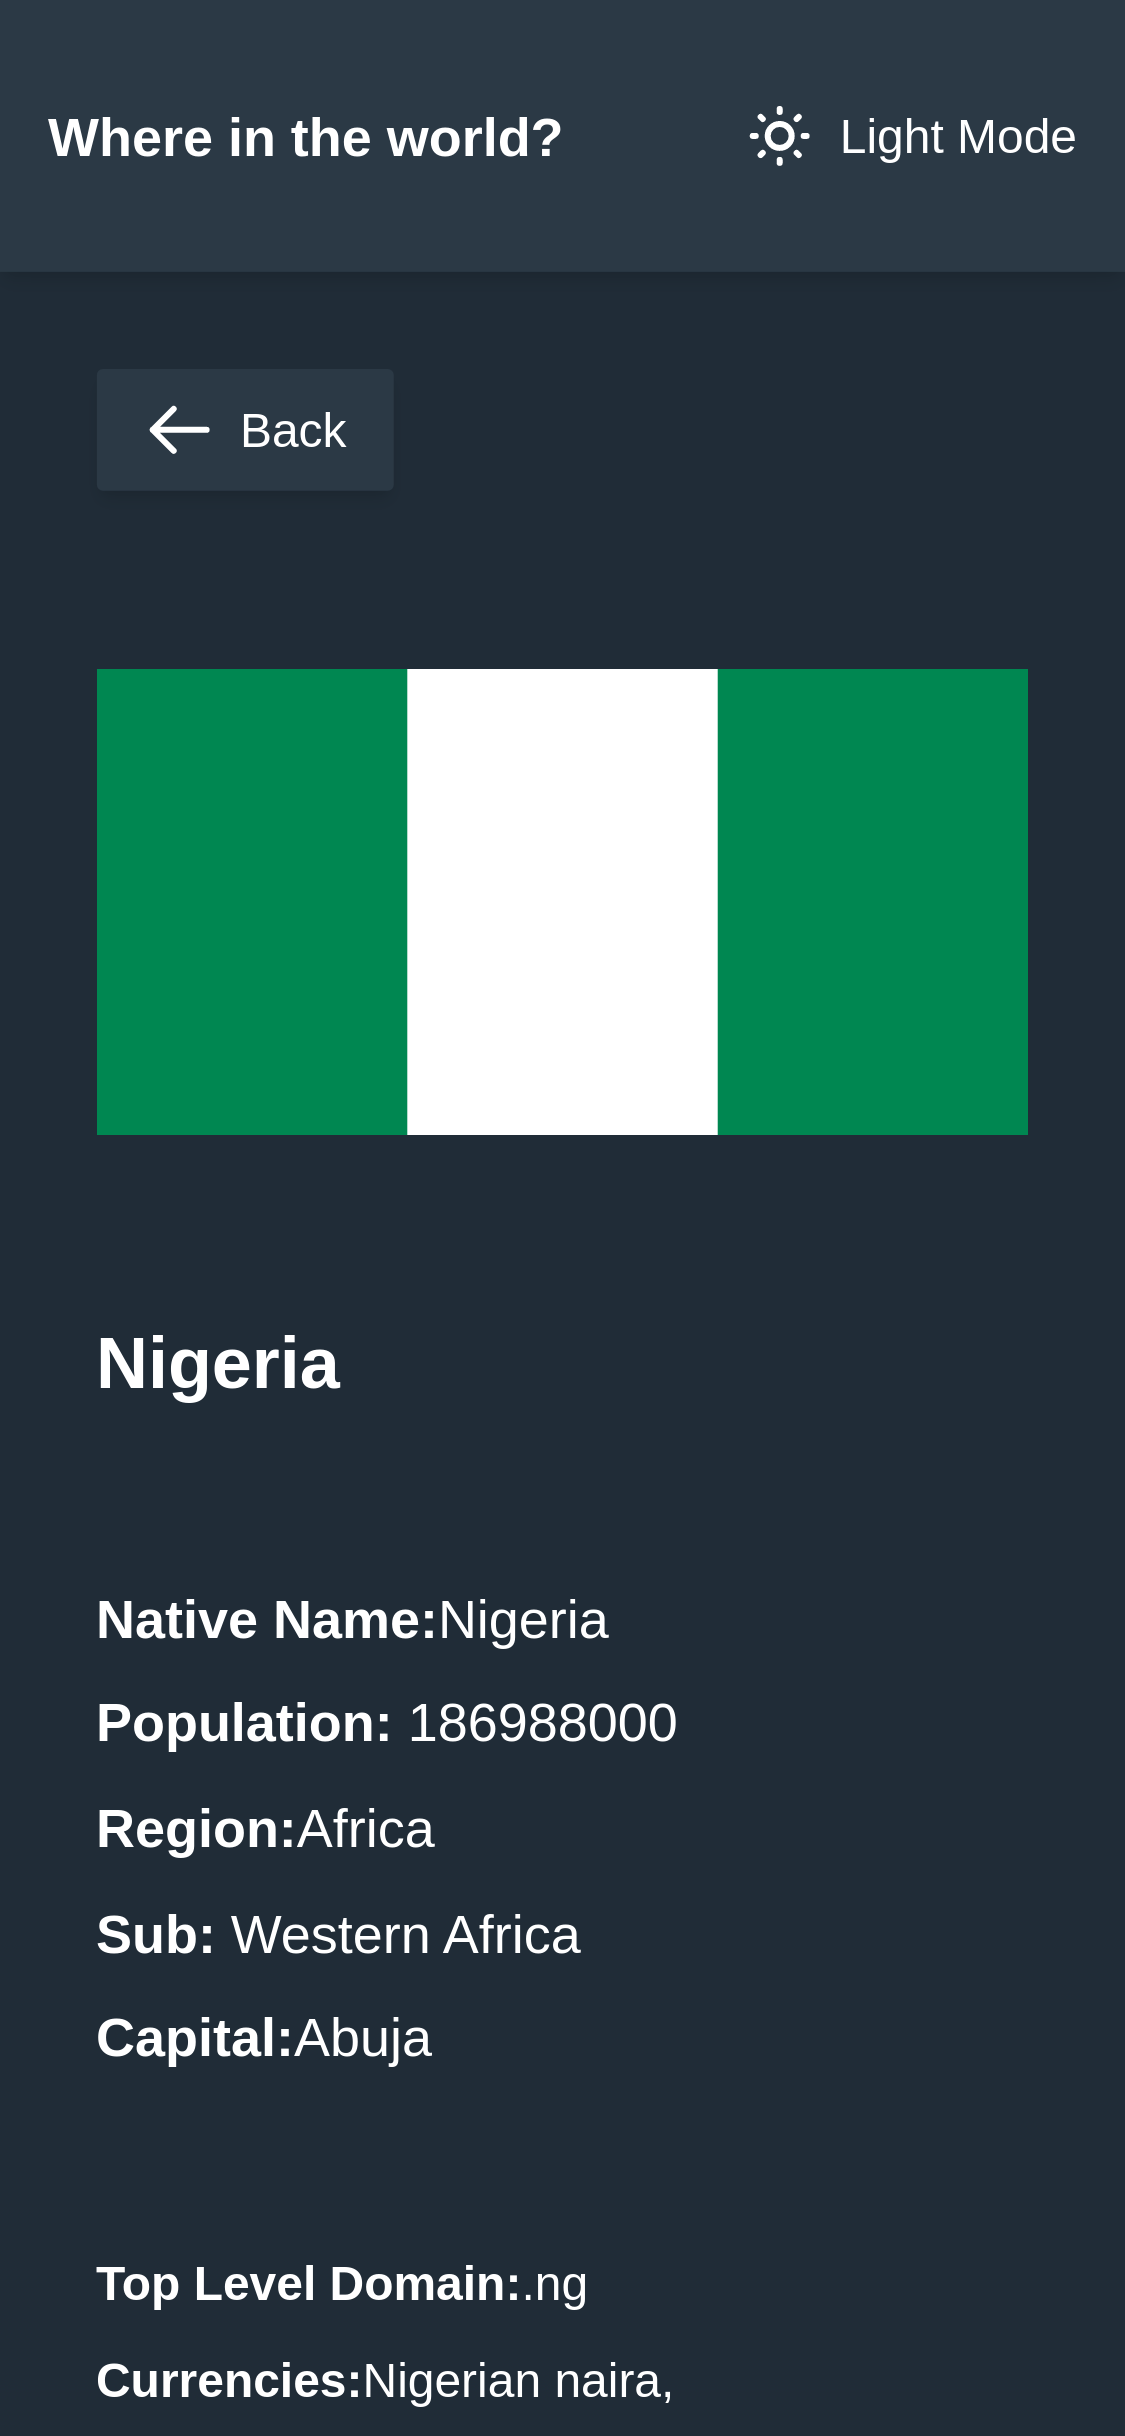 Where in the world?
Light Mode
Back
Nigeria
Native Name:Nigeria
Population: 186988000
Region:Africa
Sub: Western Africa
Capital:Abuja
Top Level Domain:.ng
Currencies:Nigerian naira,